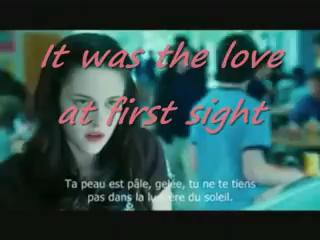 It was the love
at first sight
Ta peau est pâle, gelée, tu ne te tiens
pas dans la lumière du soleil.